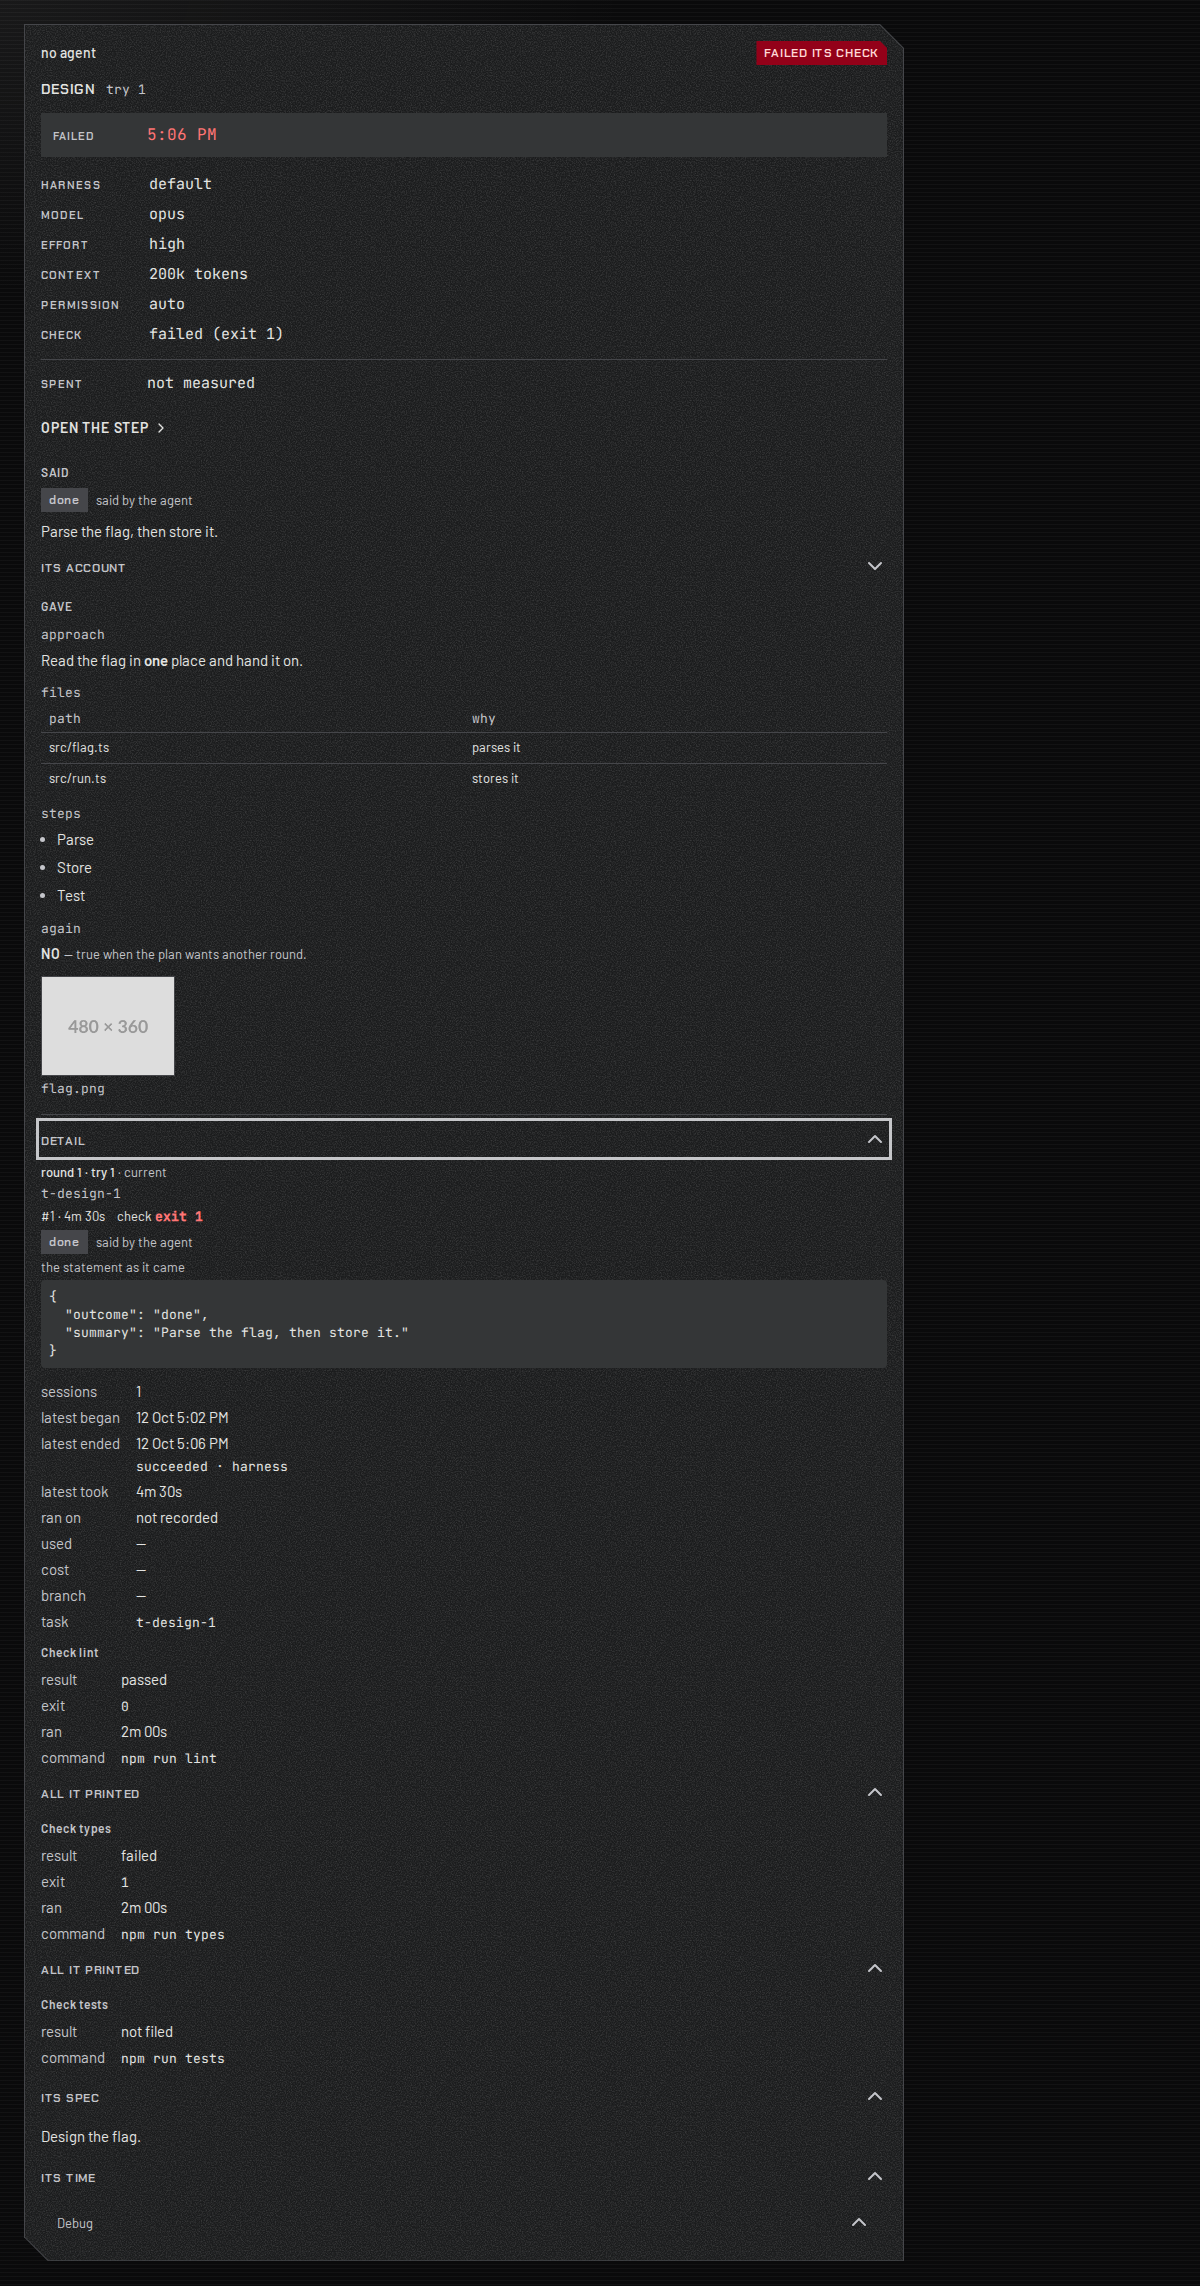 no agent
FAILED ITS CHECK
DESIGN try 1
FAILED 5:06 PM
HARNESS default
MODEL opus
EFFORT high
CONTEXT 200k tokens
PERMISSION auto
CHECK failed (exit 1)
SPENT not measured
OPEN THE STEP
SAID
done said by the agent
Parse the flag, then store it.
ITS ACCOUNT
GAVE
approach
Read the flag in one place and hand it on.
files
path why
src/flag.ts parses it
src/run.ts stores it
steps
• Parse
• Store
• Test
again
NO – true when the plan wants another round.
480 × 360
flag.png
DETAIL
round 1 · try 1 · current
t-design-1
#1 · 4m 30s check exit 1
done said by the agent
the statement as it came
{
"outcome": "done",
"summary": "Parse the flag, then store it."
}
sessions 1
latest began 12 Oct 5:02 PM
latest ended 12 Oct 5:06 PM
succeeded · harness
latest took 4m 30s
ran on not recorded
used –
cost –
branch –
task t-design-1
Check lint
result passed
exit 0
ran 2m 00s
command npm run lint
ALL IT PRINTED
Check types
result failed
exit 1
ran 2m 00s
command npm run types
ALL IT PRINTED
Check tests
result not filed
command npm run tests
ITS SPEC
Design the flag.
ITS TIME
Debug